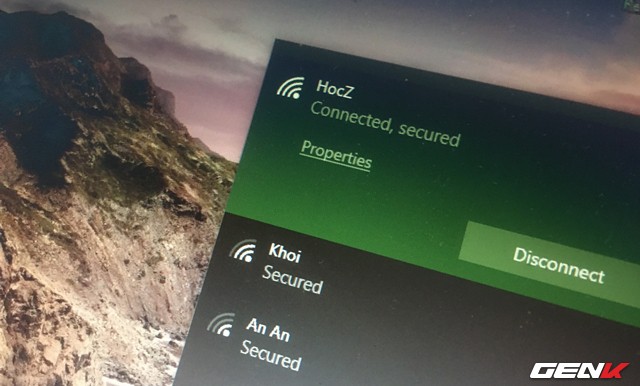 HocZ
Connected, secured
Properties
Disconnect
Khoi
Secured
An An
Secured
GENK